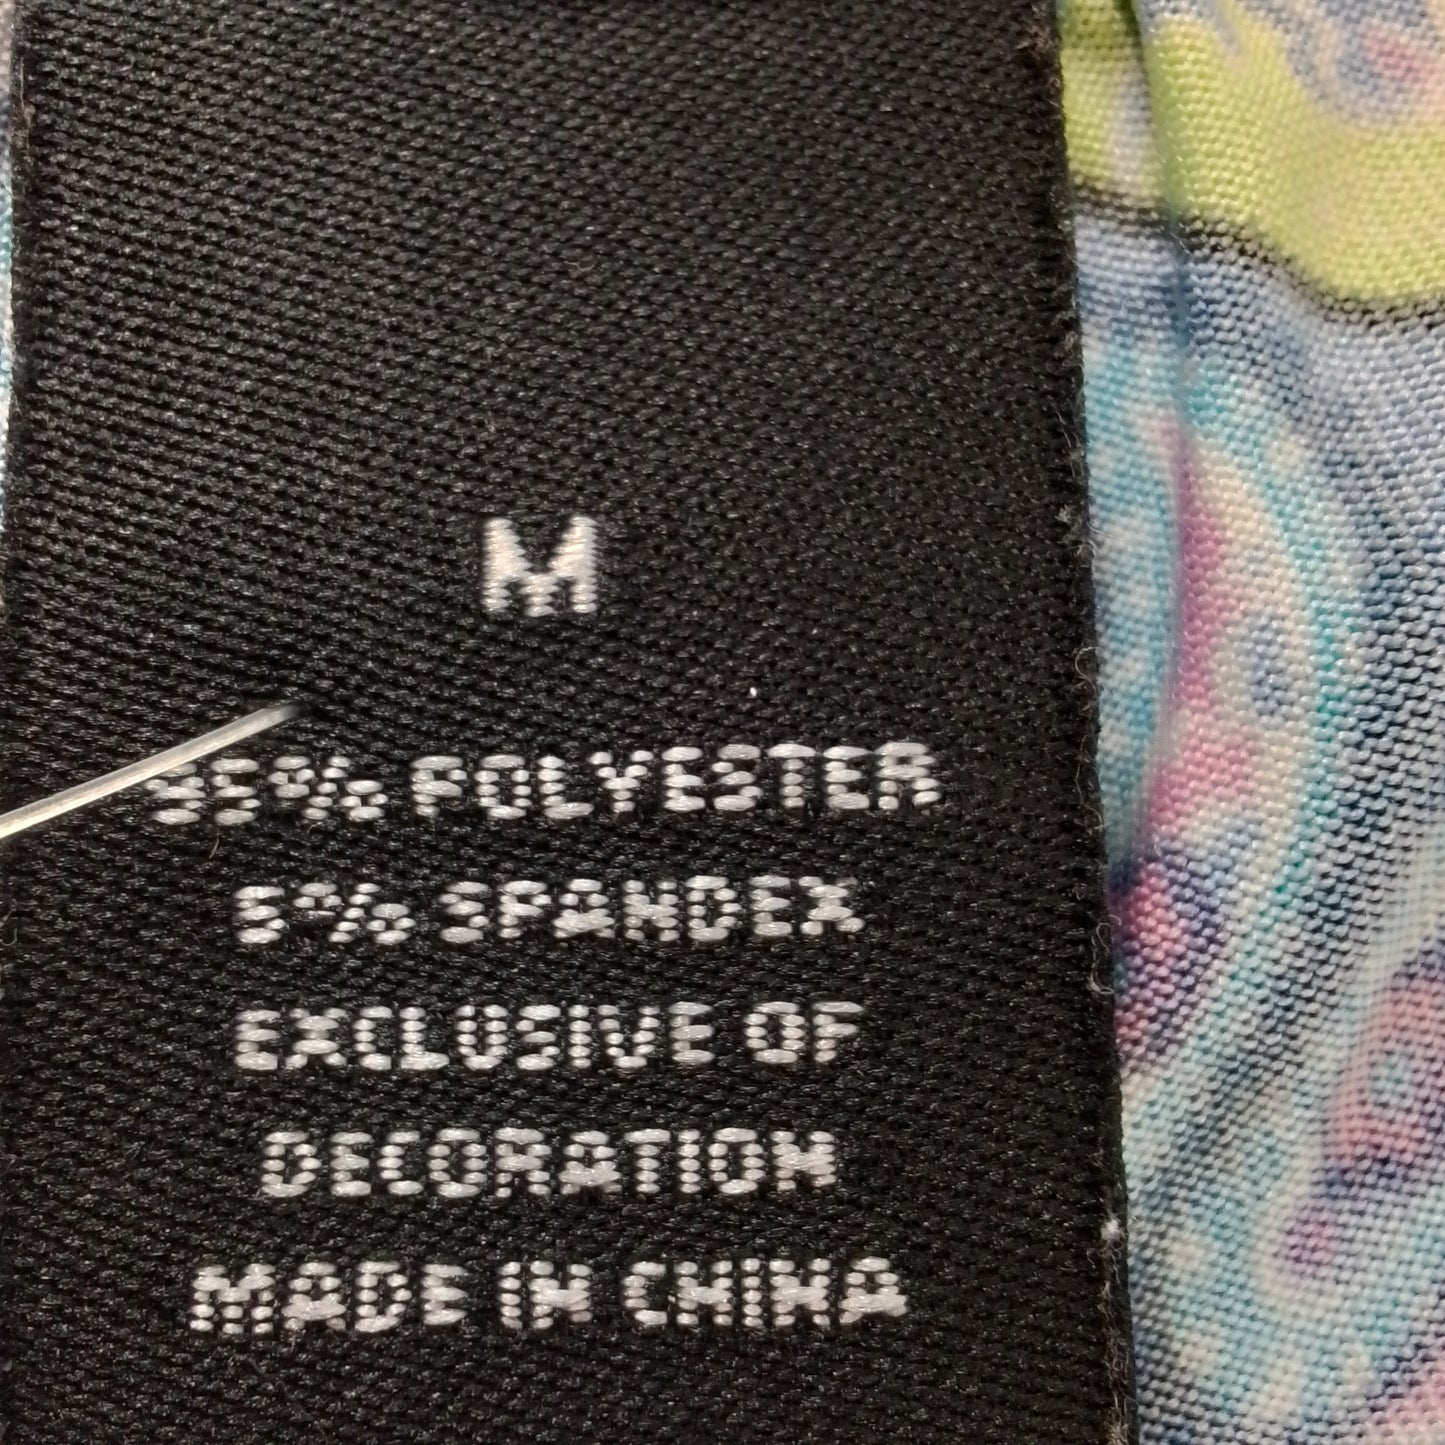 M
95% POLYESTER
5% SPANDEX
EXCLUSIVE OF
DECORATION
MADE IN CHINA